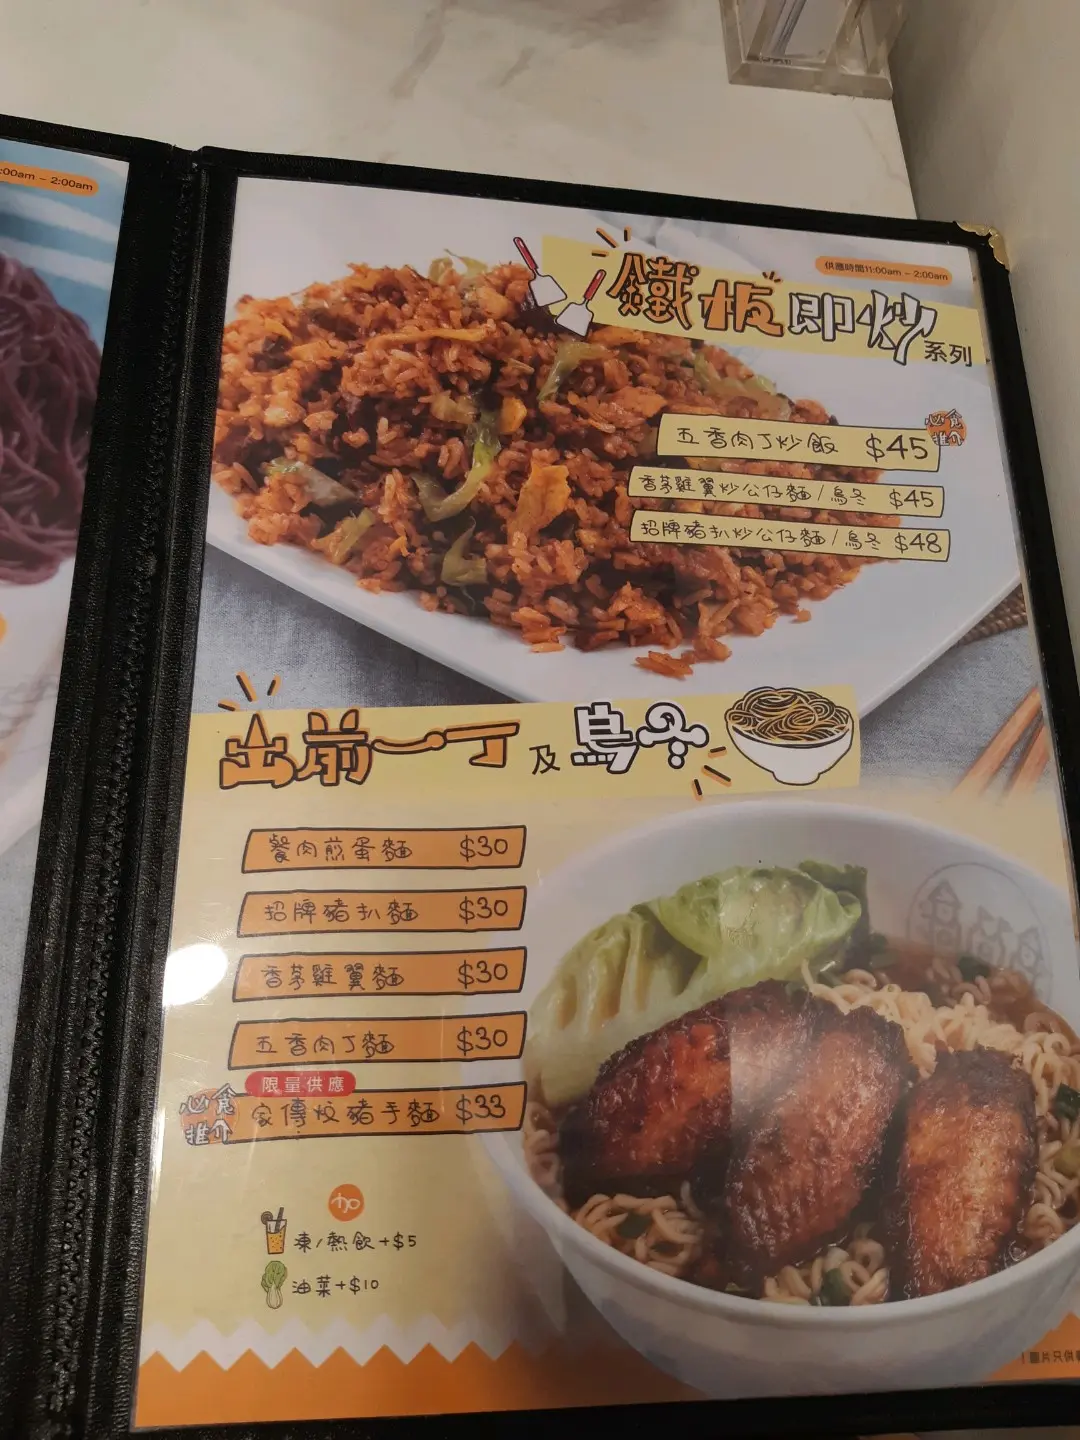 :00am – 2:00am
供應時間11:00am – 2:00am
鐵板即炒系列
必食推介
五香肉丁炒飯 $45
香茅雞翼炒公仔麵/烏冬 $45
招牌豬扒炒公仔麵/烏冬 $48
出前一丁及烏冬
餐肉煎蛋麵 $30
招牌豬扒麵 $30
香茅雞翼麵 $30
五香肉丁麵 $30
限量供應
必食推介
家傳炆豬手麵 $33
加
凍/熱飲+$5
油菜+$10
圖片只供